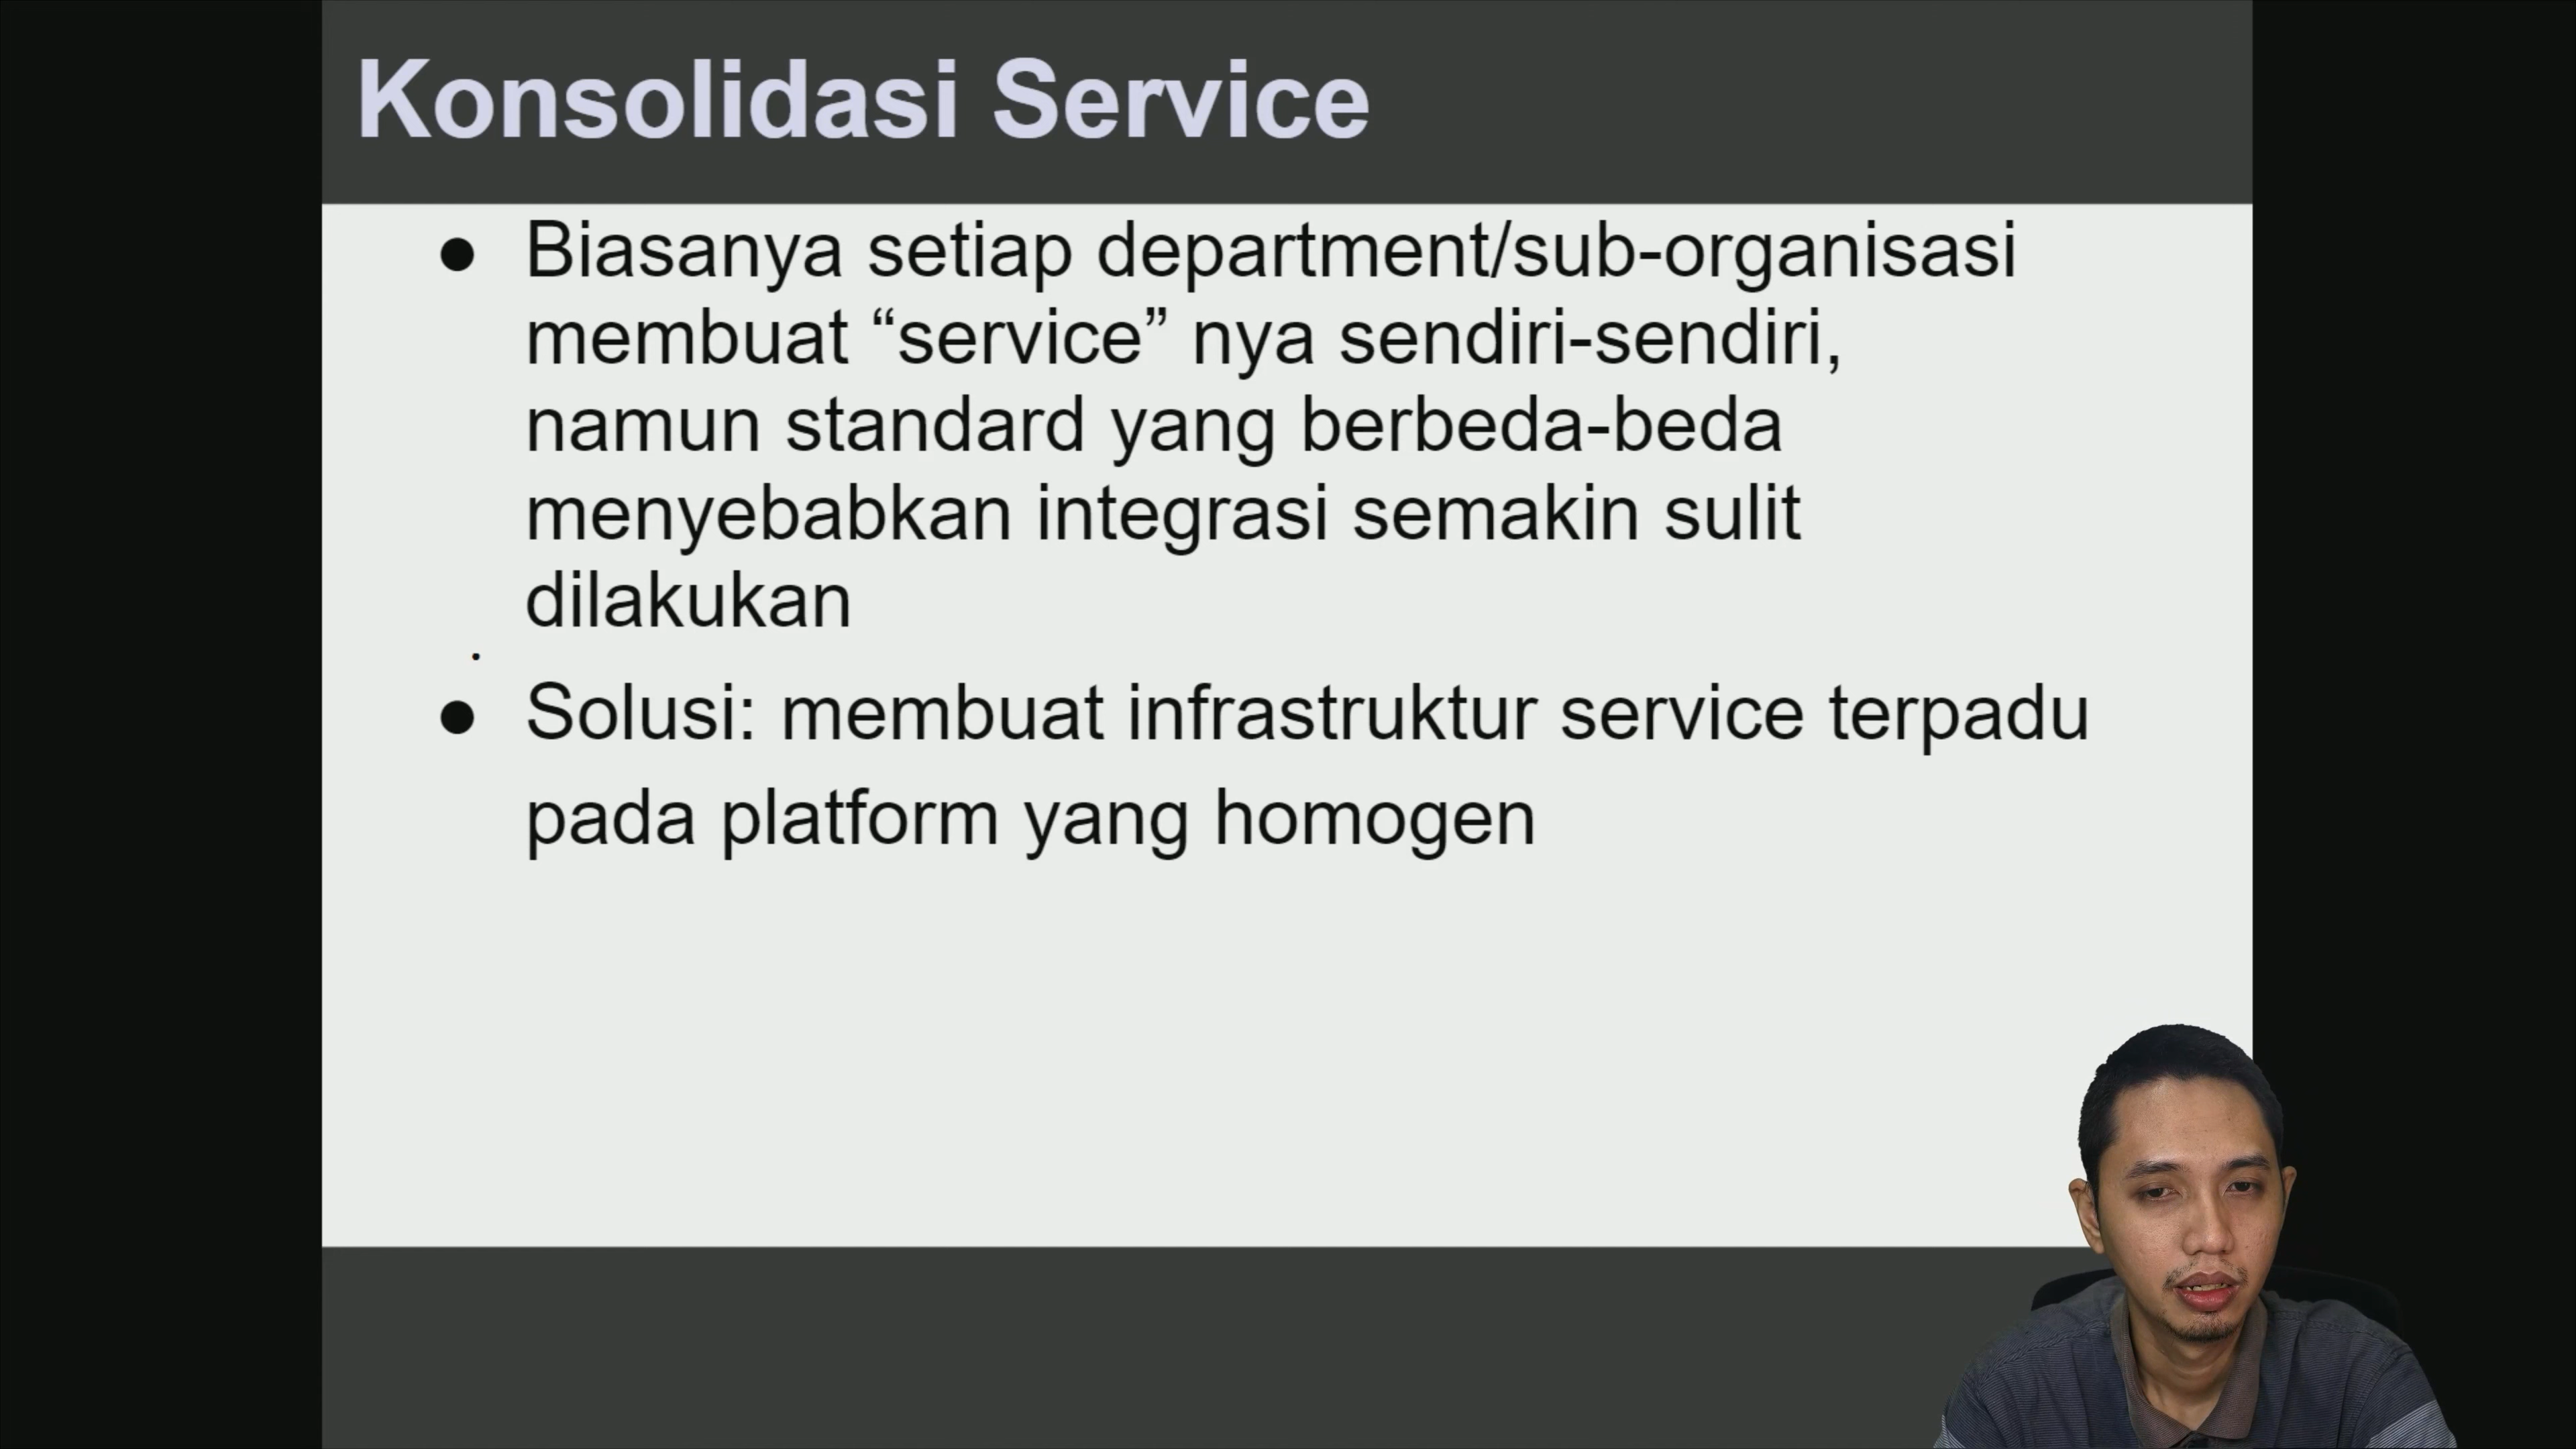 Konsolidasi Service
● Biasanya setiap department/sub-organisasi
membuat “service” nya sendiri-sendiri,
namun standard yang berbeda-beda
menyebabkan integrasi semakin sulit
dilakukan
● Solusi: membuat infrastruktur service terpadu
pada platform yang homogen